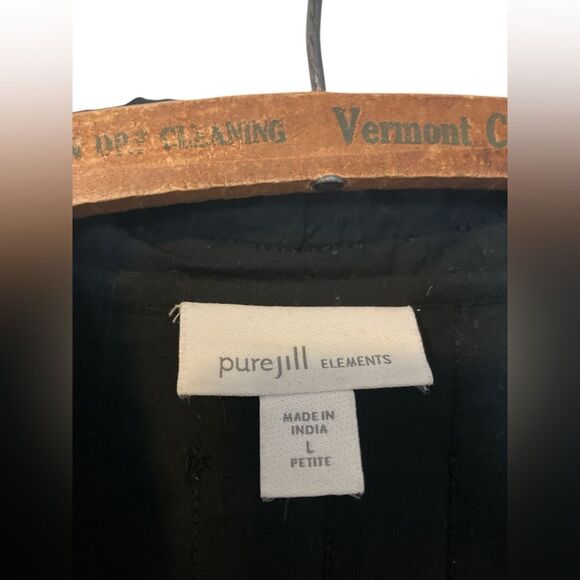 DRY CLEANING Vermont C
purejill ELEMENTS
MADE IN
INDIA
L
PETITE